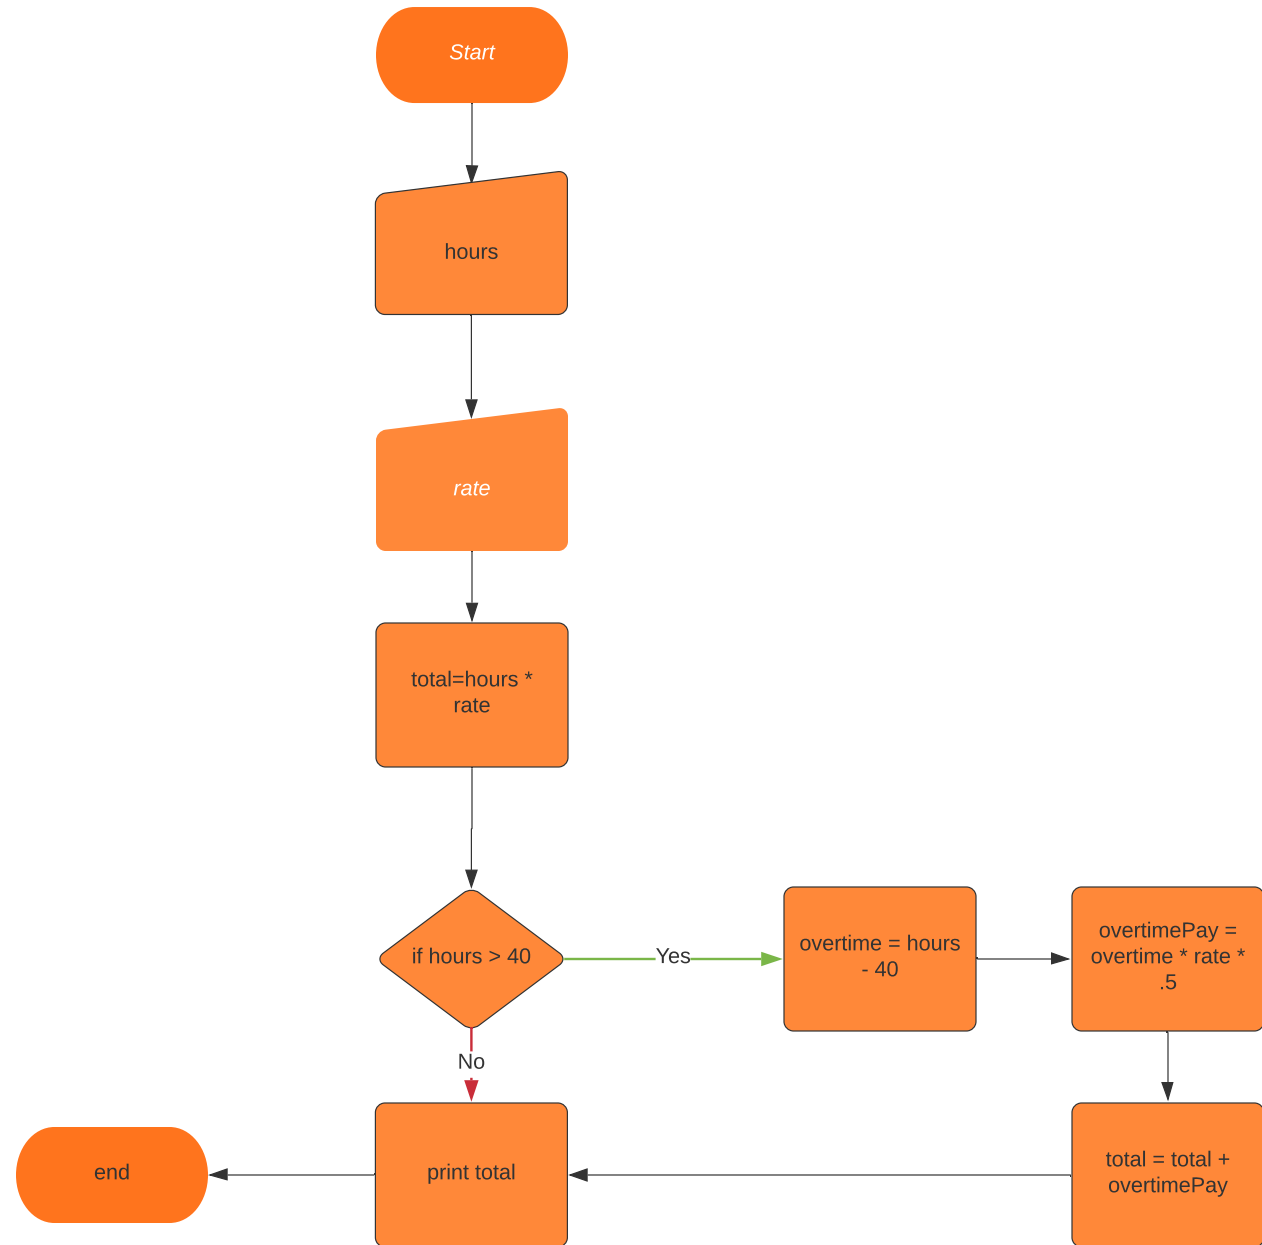 Start
hours
rate
total=hours *
rate
if hours > 40
Yes
overtime = hours
- 40
overtimePay =
overtime * rate *
.5
No
total = total +
overtimePay
print total
end